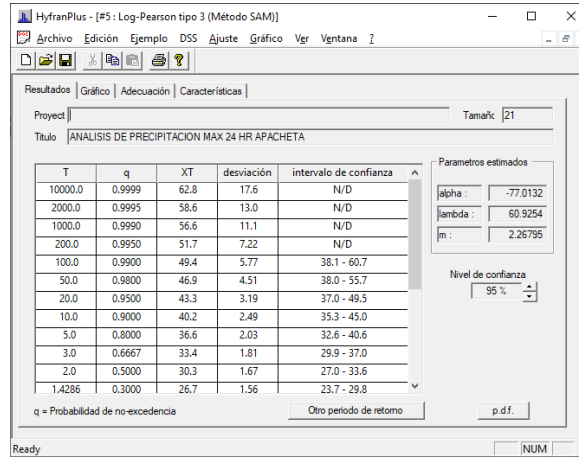 HyfranPlus - [#5 : Log-Pearson tipo 3 (Método SAM)]
Archivo Edición Ejemplo DSS Ajuste Gráfico Ver Ventana ?
Resultados Gráfico Adecuación Características
Proyect Tamañc 21
Titulo ANALISIS DE PRECIPITACION MAX 24 HR APACHETA
T q XT desviación intervalo de confianza
10000.0 0.9999 62.8 17.6 N/D
2000.0 0.9995 58.6 13.0 N/D
1000.0 0.9990 56.6 11.1 N/D
200.0 0.9950 51.7 7.22 N/D
100.0 0.9900 49.4 5.77 38.1 - 60.7
50.0 0.9800 46.9 4.51 38.0 - 55.7
20.0 0.9500 43.3 3.19 37.0 - 49.5
10.0 0.9000 40.2 2.49 35.3 - 45.0
5.0 0.8000 36.6 2.03 32.6 - 40.6
3.0 0.6667 33.4 1.81 29.9 - 37.0
2.0 0.5000 30.3 1.67 27.0 - 33.6
1.4286 0.3000 26.7 1.56 23.7 - 29.8
Parametros estimados
alpha : -77.0132
lambda : 60.9254
m : 2.26795
Nivel de confianza
95 %
q = Probabilidad de no-excedencia Otro periodo de retorno p.d.f.
Ready NUM